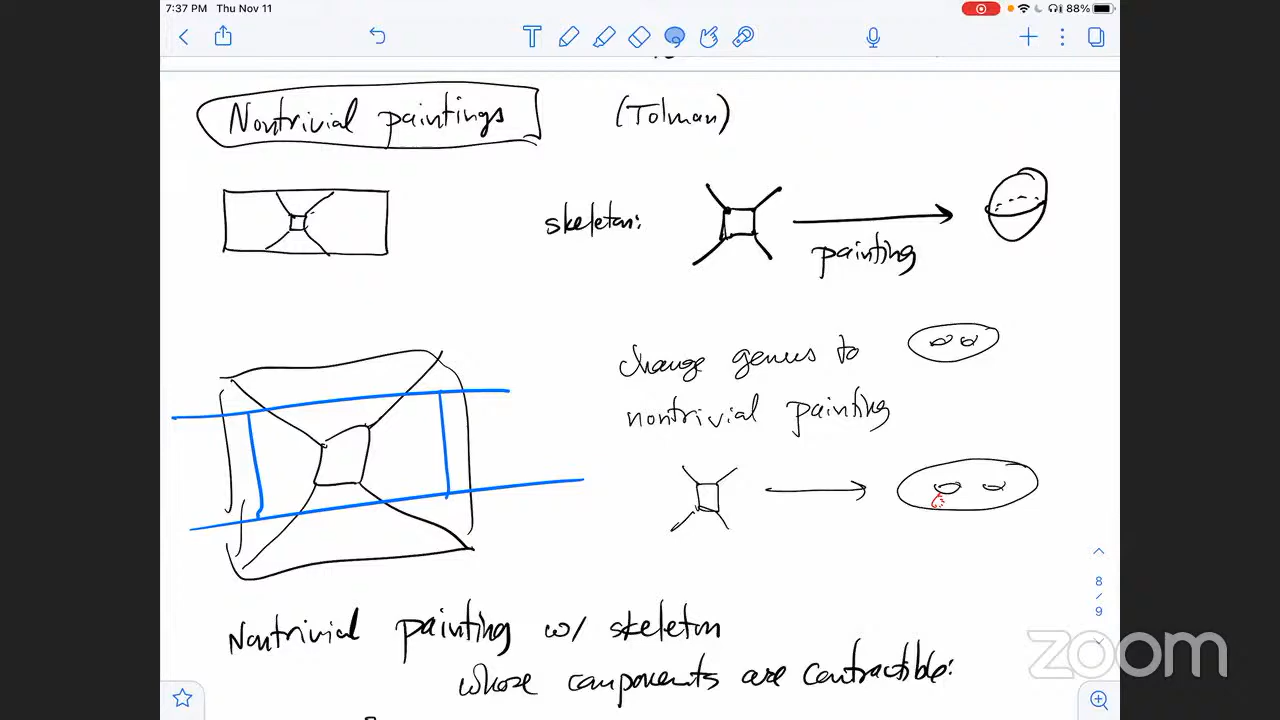 7:37 PM Thu Nov 11
88%
Nontrivial paintings (Tolman)
skeleton:
painting
change genus to
nontrivial painting
8
/
9
Nontrivial painting w/ skeleton
whose components are contractible:
zoom